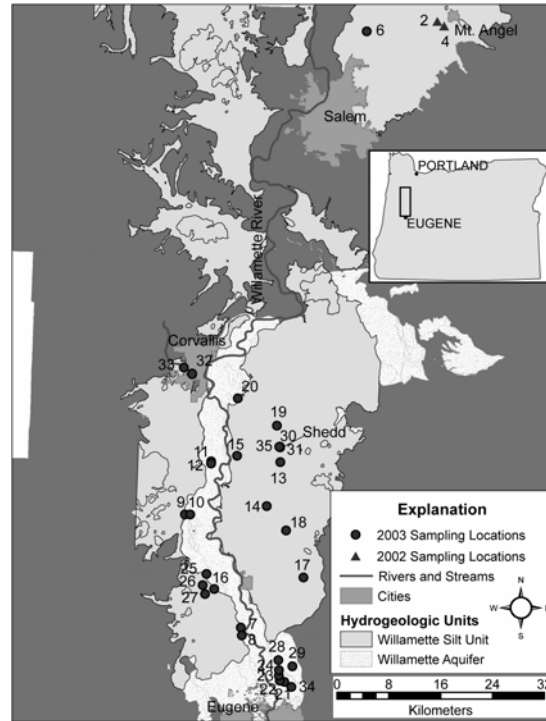 6
2
4
Mt. Angel
Salem
PORTLAND
EUGENE
Willamette River
Corvallis
33
32
20
19
30
35
Shedd
31
15
11
12
13
9 10
14
18
17
25
26
16
27
7
8
28
29
24
23
22
21
34
Eugene
Explanation
2003 Sampling Locations
2002 Sampling Locations
Rivers and Streams
Cities
Hydrogeologic Units
Willamette Silt Unit
Willamette Aquifer
N
W
E
S
0 4 8 16 24 32
Kilometers